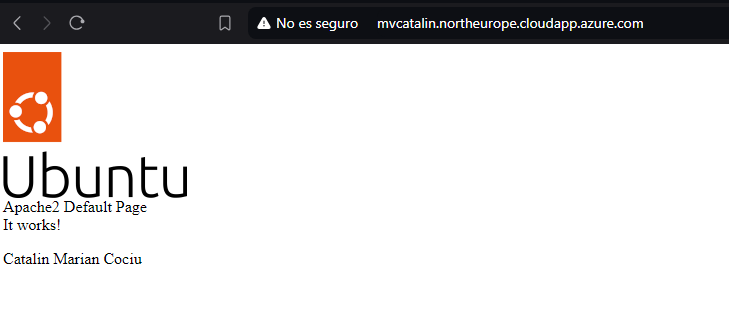 No es seguro mvcatalin.northeurope.cloudapp.azure.com
Ubuntu
Apache2 Default Page
It works!
Catalin Marian Cociu